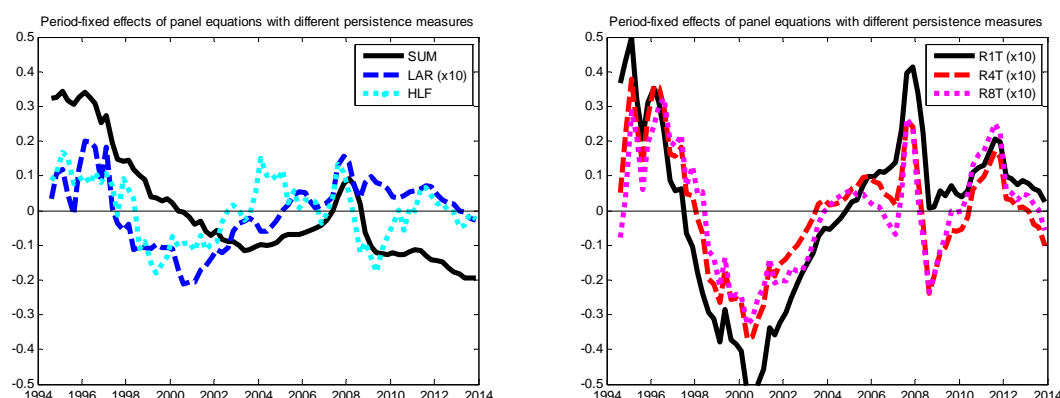 Period-fixed effects of panel equations with different persistence measures
0.5
0.4
0.3
0.2
0.1
0
-0.1
-0.2
-0.3
-0.4
-0.5
1994 1996 1998 2000 2002 2004 2006 2008 2010 2012 2014
SUM
LAR (x10)
HLF
Period-fixed effects of panel equations with different persistence measures
0.5
0.4
0.3
0.2
0.1
0
-0.1
-0.2
-0.3
-0.4
-0.5
1994 1996 1998 2000 2002 2004 2006 2008 2010 2012 2014
R1T (x10)
R4T (x10)
R8T (x10)